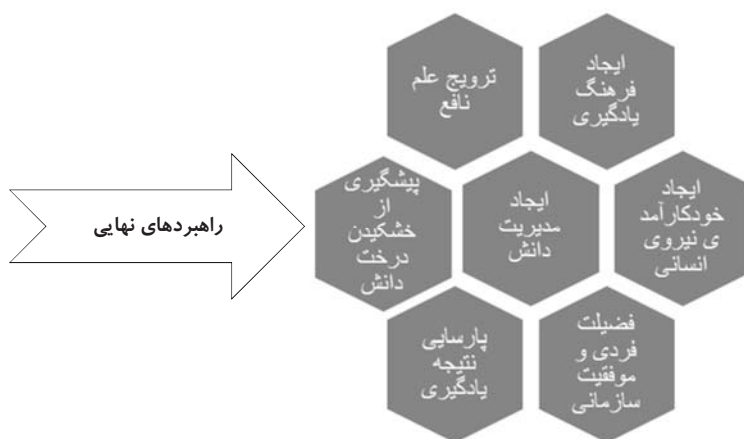 ایجاد
فرهنگ
یادگیری
ترویج علم
نافع
ایجاد
خودکارآمد
ی نیروی
انسانی
ایجاد
مدیریت
دانش
پیشگیری
از
خشکیدن
درخت
دانش
راهبردهای نهایی
فضیلت
فردی و
موفقیت
سازمانی
پارسایی
نتیجه
یادگیری